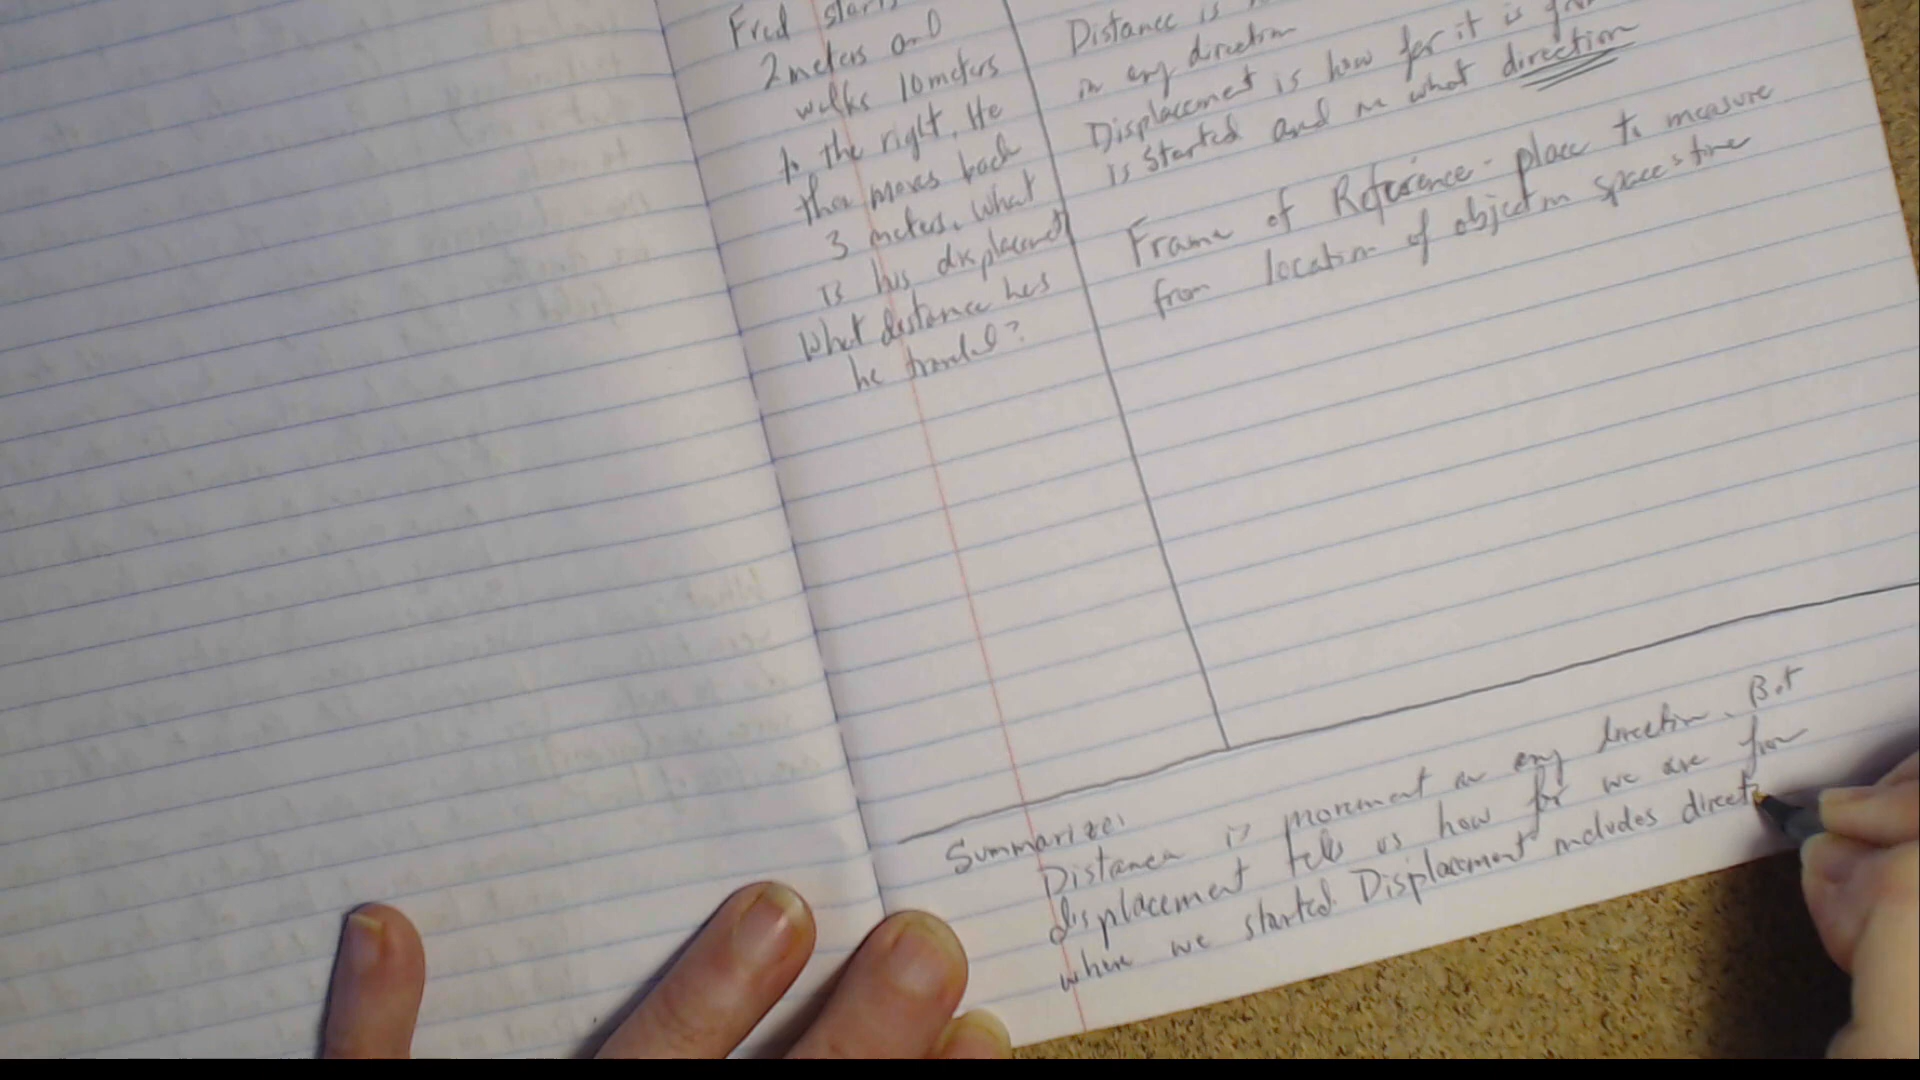 Fred starts
2 meters and
walks 10 meters
to the right. He
then moves back
3 meters. What
is his displacement
What distance has
he traveled?
Distance is
in any direction
Displacement is how far it is from
is started and in what direction
Frame of Reference - place to measure
from location of object in space & time
Summarize:
Distance is movement in any direction. But
displacement tells us how far we are from
where we started. Displacement includes direct